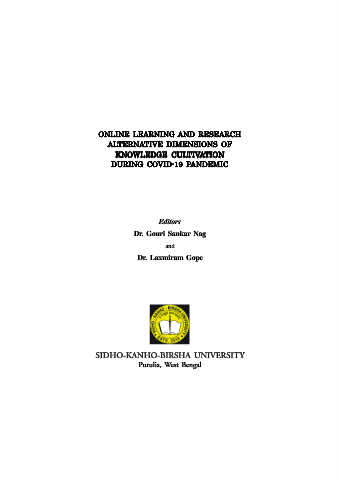 ONLINE LEARNING AND RESEARCH
ALTERNATIVE DIMENSIONS OF
KNOWLEDGE CULTIVATION
DURING COVID-19 PANDEMIC
Editors
Dr. Gouri Sankar Nag
and
Dr. Laxmiram Gope
SIDHO-KANHO-BIRSHA UNIVERSITY
Purulia, West Bengal